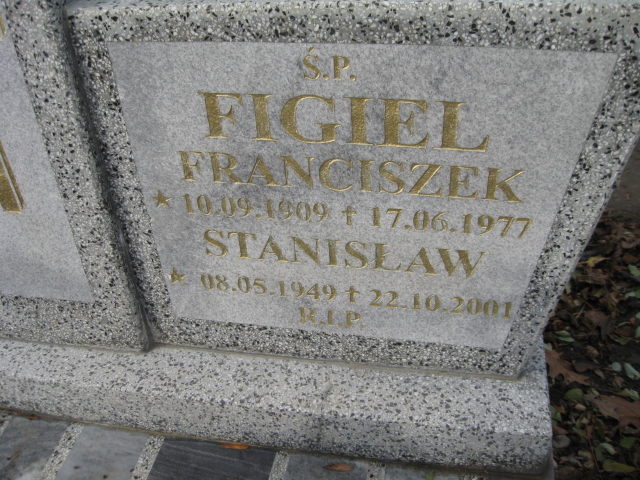 Ś.P.
FIGIEL
FRANCISZEK
★ 10.09.1909 † 17.06.1977
STANISŁAW
★ 08.05.1949 † 22.10.2001
R.I.P.